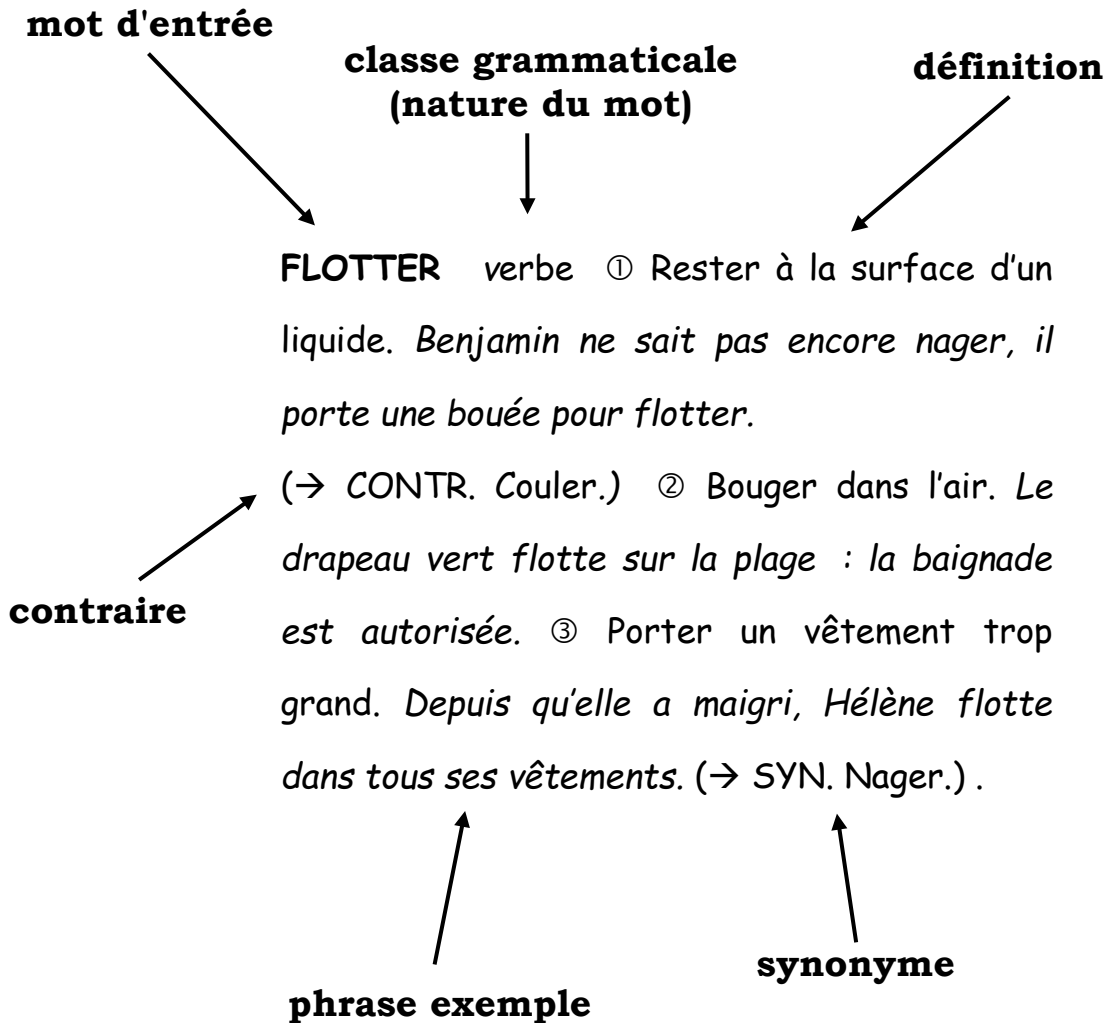 mot d'entrée
classe grammaticale
(nature du mot)
définition
FLOTTER verbe ① Rester à la surface d’un
liquide. Benjamin ne sait pas encore nager, il
porte une bouée pour flotter.
(→ CONTR. Couler.) ② Bouger dans l’air. Le
drapeau vert flotte sur la plage : la baignade
est autorisée. ③ Porter un vêtement trop
grand. Depuis qu’elle a maigri, Hélène flotte
dans tous ses vêtements. (→ SYN. Nager.) .
contraire
synonyme
phrase exemple